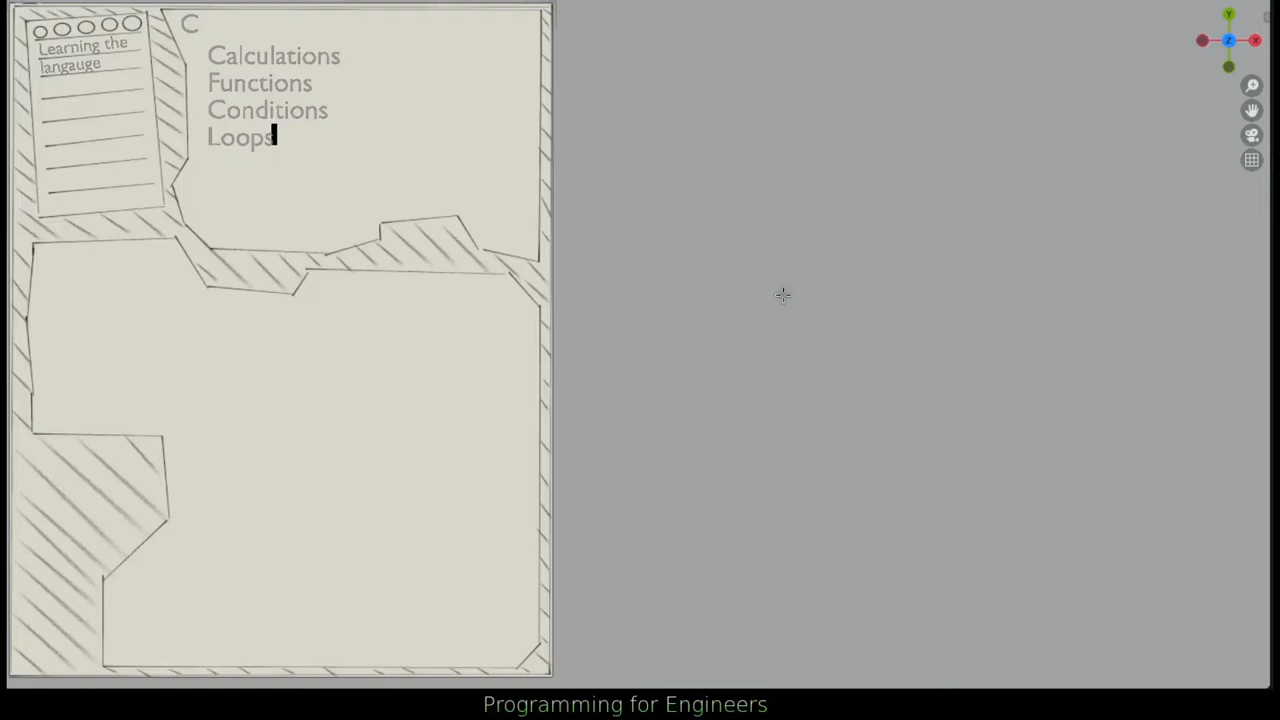 C
Learning the
langauge
Calculations
Functions
Conditions
Loops
Y
Z
X
Programming for Engineers